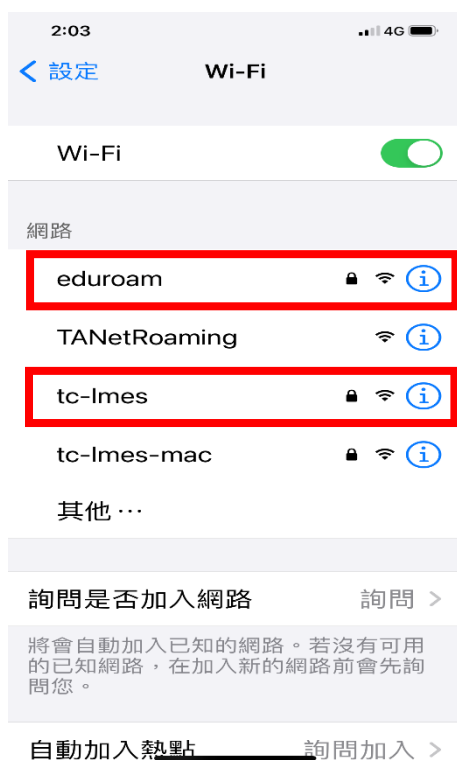 2:03
4G
設定
Wi-Fi
Wi-Fi
網路
eduroam
TANetRoaming
tc-lmes
tc-lmes-mac
其他…
詢問是否加入網路 詢問
將會自動加入已知的網路。若沒有可用
的已知網路，在加入新的網路前會先詢
問您。
自動加入熱點 詢問加入